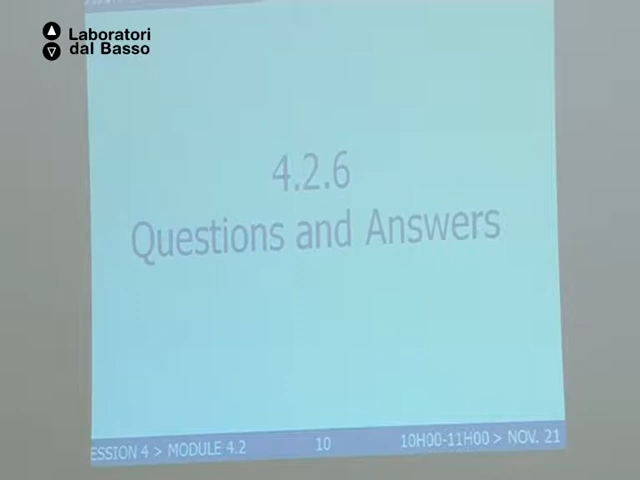 Laboratori
dal Basso
4.2.6
Questions and Answers
ESSION 4 > MODULE 4.2
10
10H00-11H00 > NOV. 21